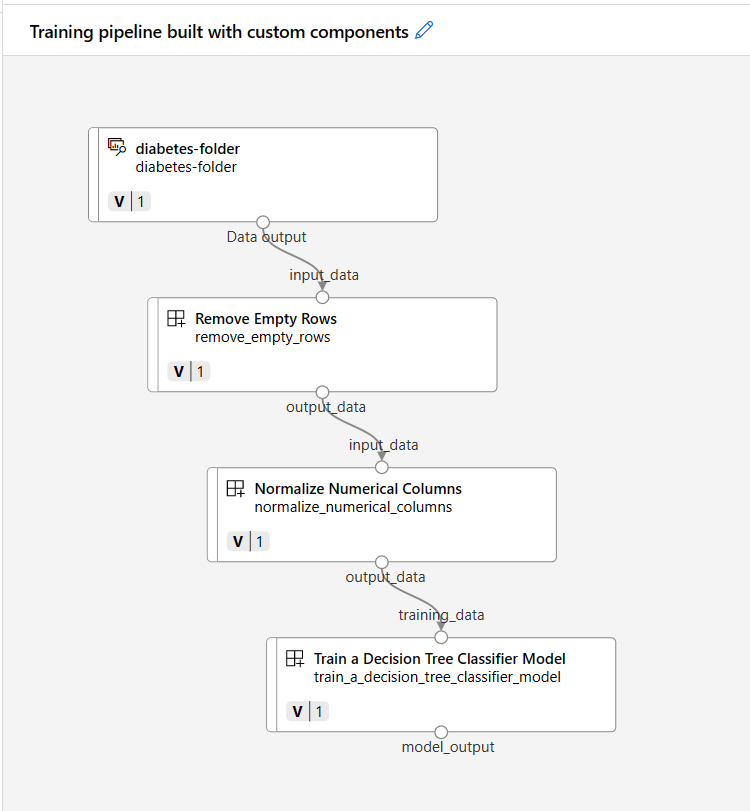 Training pipeline built with custom components
diabetes-folder
diabetes-folder
V 1
Data output
input_data
Remove Empty Rows
remove_empty_rows
V 1
output_data
input_data
Normalize Numerical Columns
normalize_numerical_columns
V 1
output_data
training_data
Train a Decision Tree Classifier Model
train_a_decision_tree_classifier_model
V 1
model_output